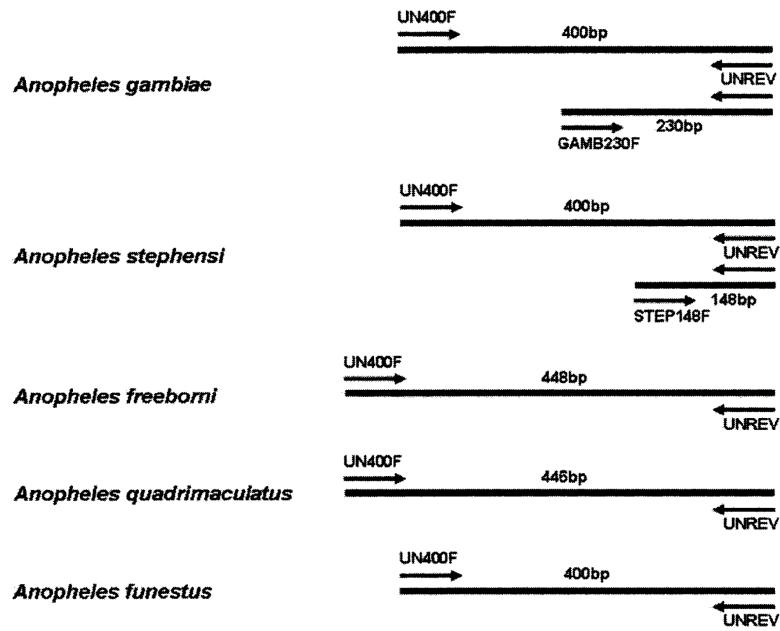 UN400F
400bp
UNREV
Anopheles gambiae
230bp
GAMB230F
UN400F
400bp
UNREV
Anopheles stephensi
148bp
STEP148F
UN400F
448bp
Anopheles freeborni
UNREV
UN400F
446bp
Anopheles quadrimaculatus
UNREV
UN400F
400bp
Anopheles funestus
UNREV